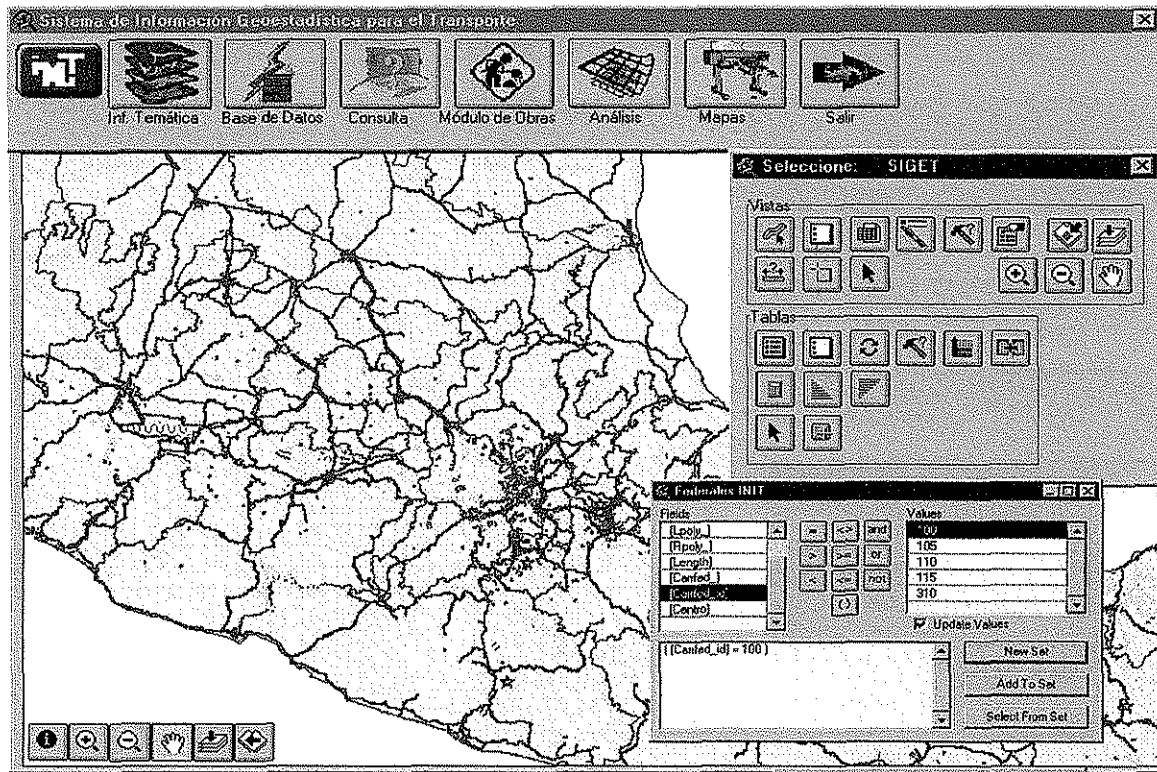 Sistema de Información Geoestadística para el Transporte
Inf. Temática
Base de Datos
Consulta
Módulo de Obras
Análisis
Mapas
Salir
Seleccione: SIGET
Vistas
Tablas
Federales INIT
Fields
Values
[Lpoly_]
[Rpoly_]
[Length]
[Canfed_]
[Canfed_id]
[Centro]
= <> and
> >= or
< <= not
()
100
105
110
115
310
Update Values
( [Canfed_id] = 100 )
New Set
Add To Set
Select From Set